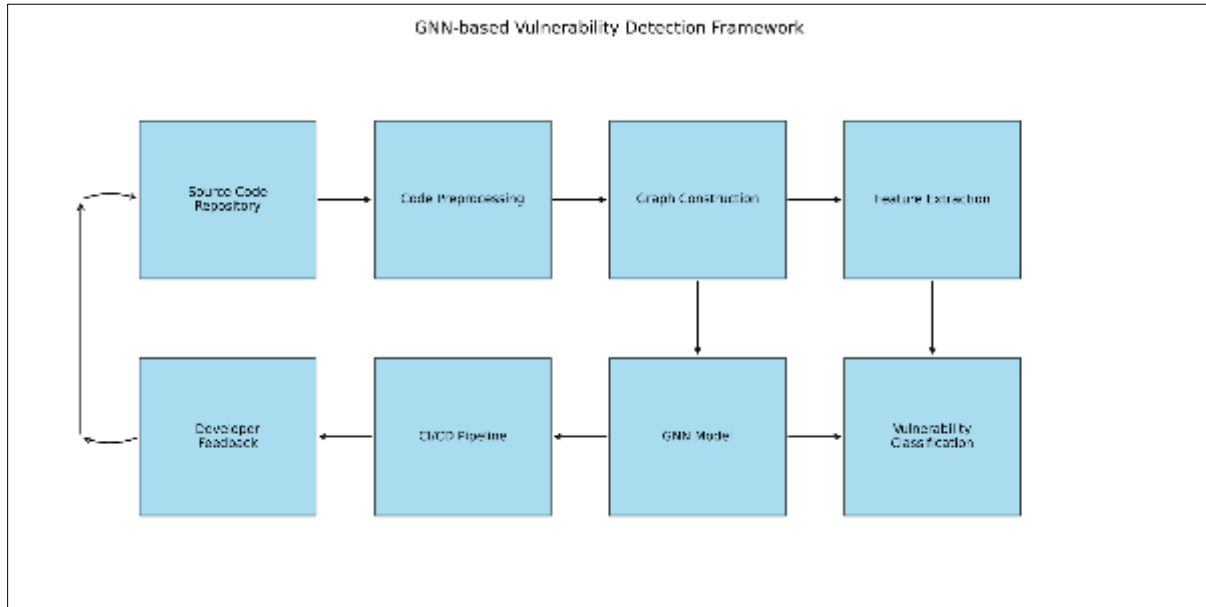 GNN-based Vulnerability Detection Framework
Source Code
Repository
Code Preprocessing
Graph Construction
Feature Extraction
Developer
Feedback
CI/CD Pipeline
GNN Model
Vulnerability
Classification